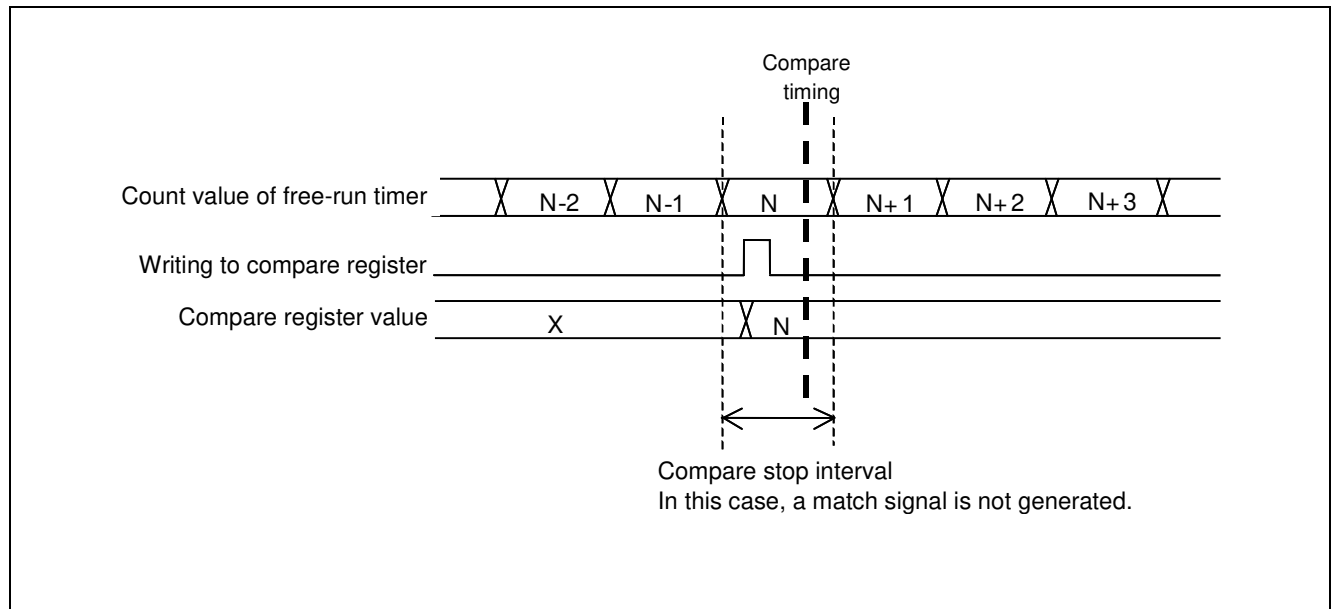 Compare
timing
Count value of free-run timer
N-2 N-1 N N+1 N+2 N+3
Writing to compare register
Compare register value
X N
Compare stop interval
In this case, a match signal is not generated.